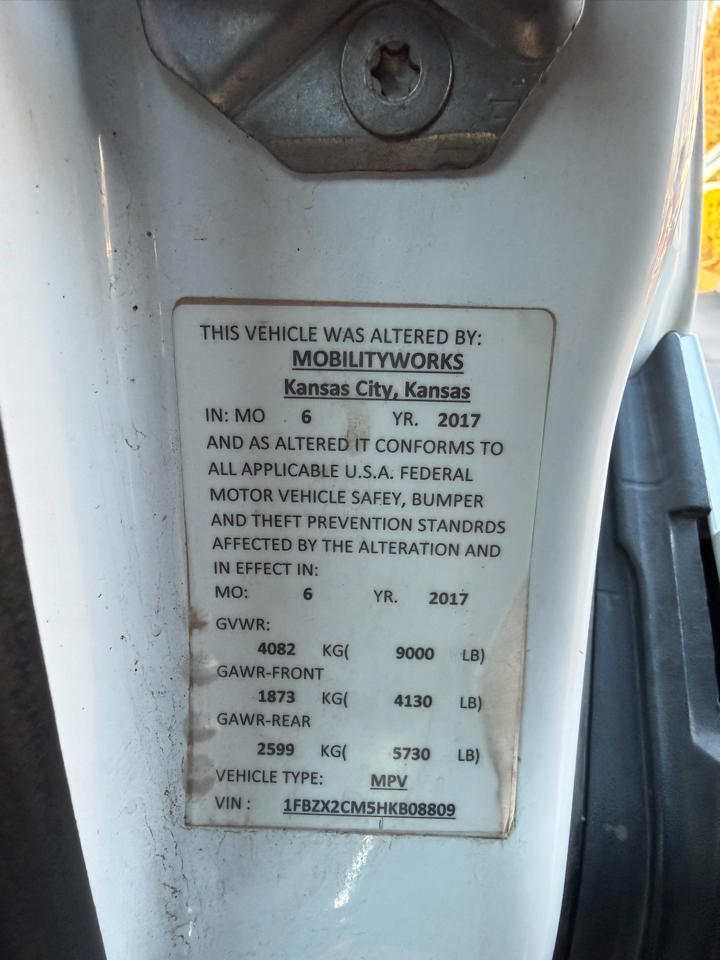 THIS VEHICLE WAS ALTERED BY:
MOBILITYWORKS
Kansas City, Kansas
IN: MO 6 YR. 2017
AND AS ALTERED IT CONFORMS TO
ALL APPLICABLE U.S.A. FEDERAL
MOTOR VEHICLE SAFEY, BUMPER
AND THEFT PREVENTION STANDRDS
AFFECTED BY THE ALTERATION AND
IN EFFECT IN:
MO: 6 YR. 2017
GVWR:
4082 KG( 9000 LB)
GAWR-FRONT
1873 KG( 4130 LB)
GAWR-REAR
2599 KG( 5730 LB)
VEHICLE TYPE: MPV
VIN : 1FBZX2CM5HKB08809